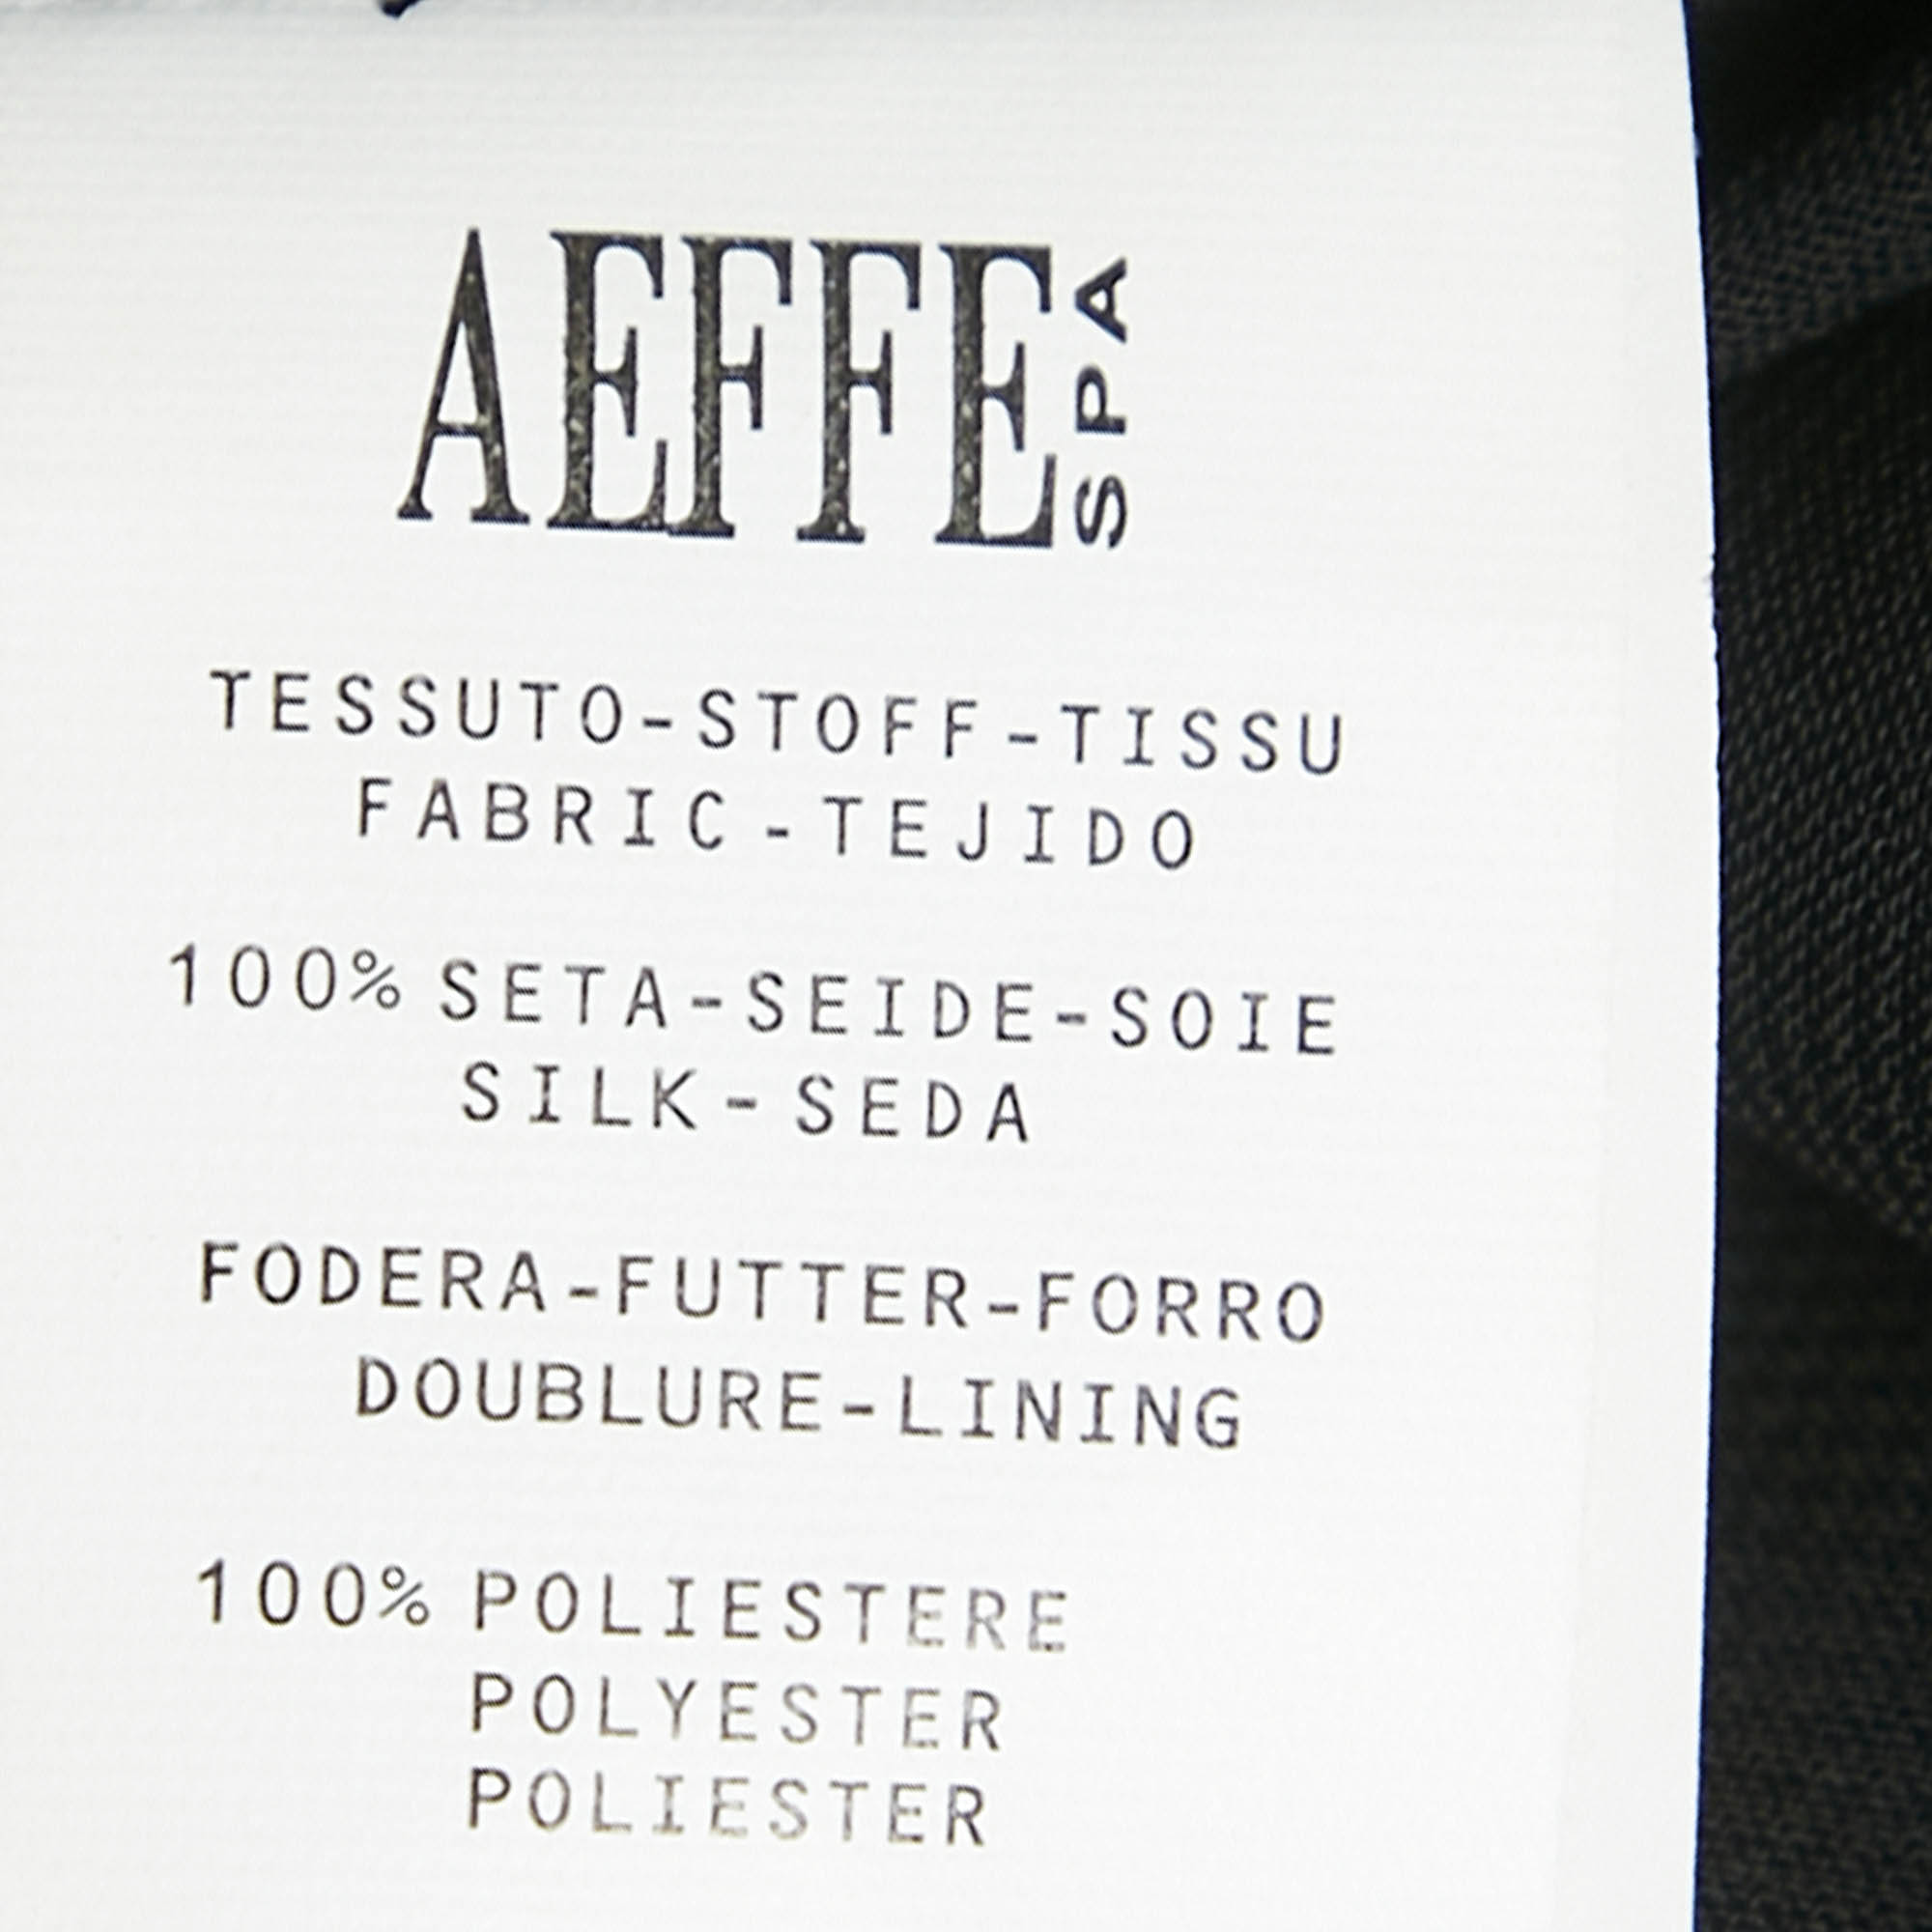 AEFFE SPA
TESSUTO-STOFF-TISSU
FABRIC-TEJIDO
100% SETA-SEIDE-SOIE
SILK-SEDA
FODERA-FUTTER-FORRO
DOUBLURE-LINING
100% POLIESTERE
POLYESTER
POLIESTER